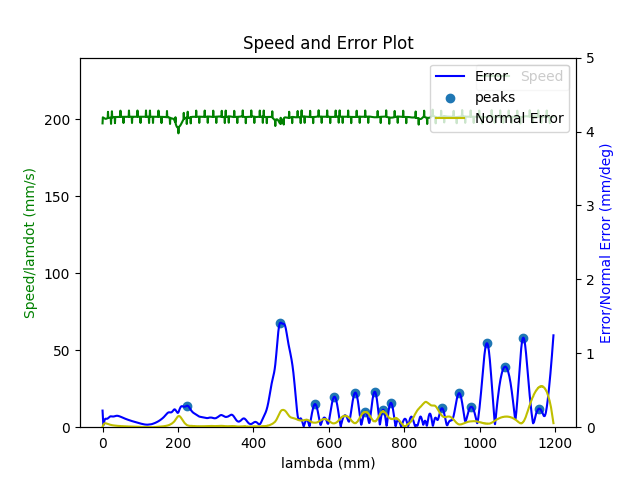 Speed and Error Plot
Speed/lamdot (mm/s)
200
150
100
50
0
0
200
400
600
800
1000
1200
lambda (mm)
5
4
3
2
1
0
Error/Normal Error (mm/deg)
Error
Speed
peaks
Normal Error